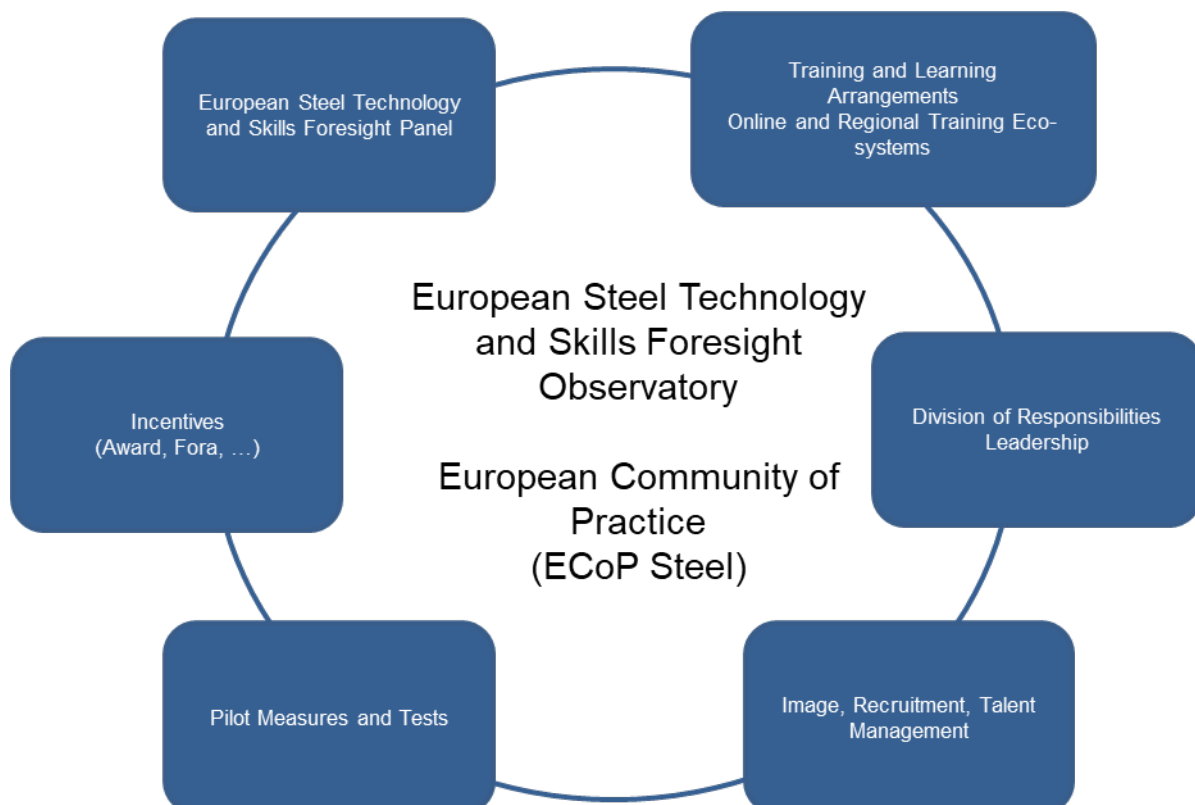 European Steel Technology
and Skills Foresight Panel
Training and Learning
Arrangements
Online and Regional Training Eco-
systems
European Steel Technology
and Skills Foresight
Observatory
Incentives
(Award, Fora, …)
Division of Responsibilities
Leadership
European Community of
Practice
(ECoP Steel)
Pilot Measures and Tests
Image, Recruitment, Talent
Management